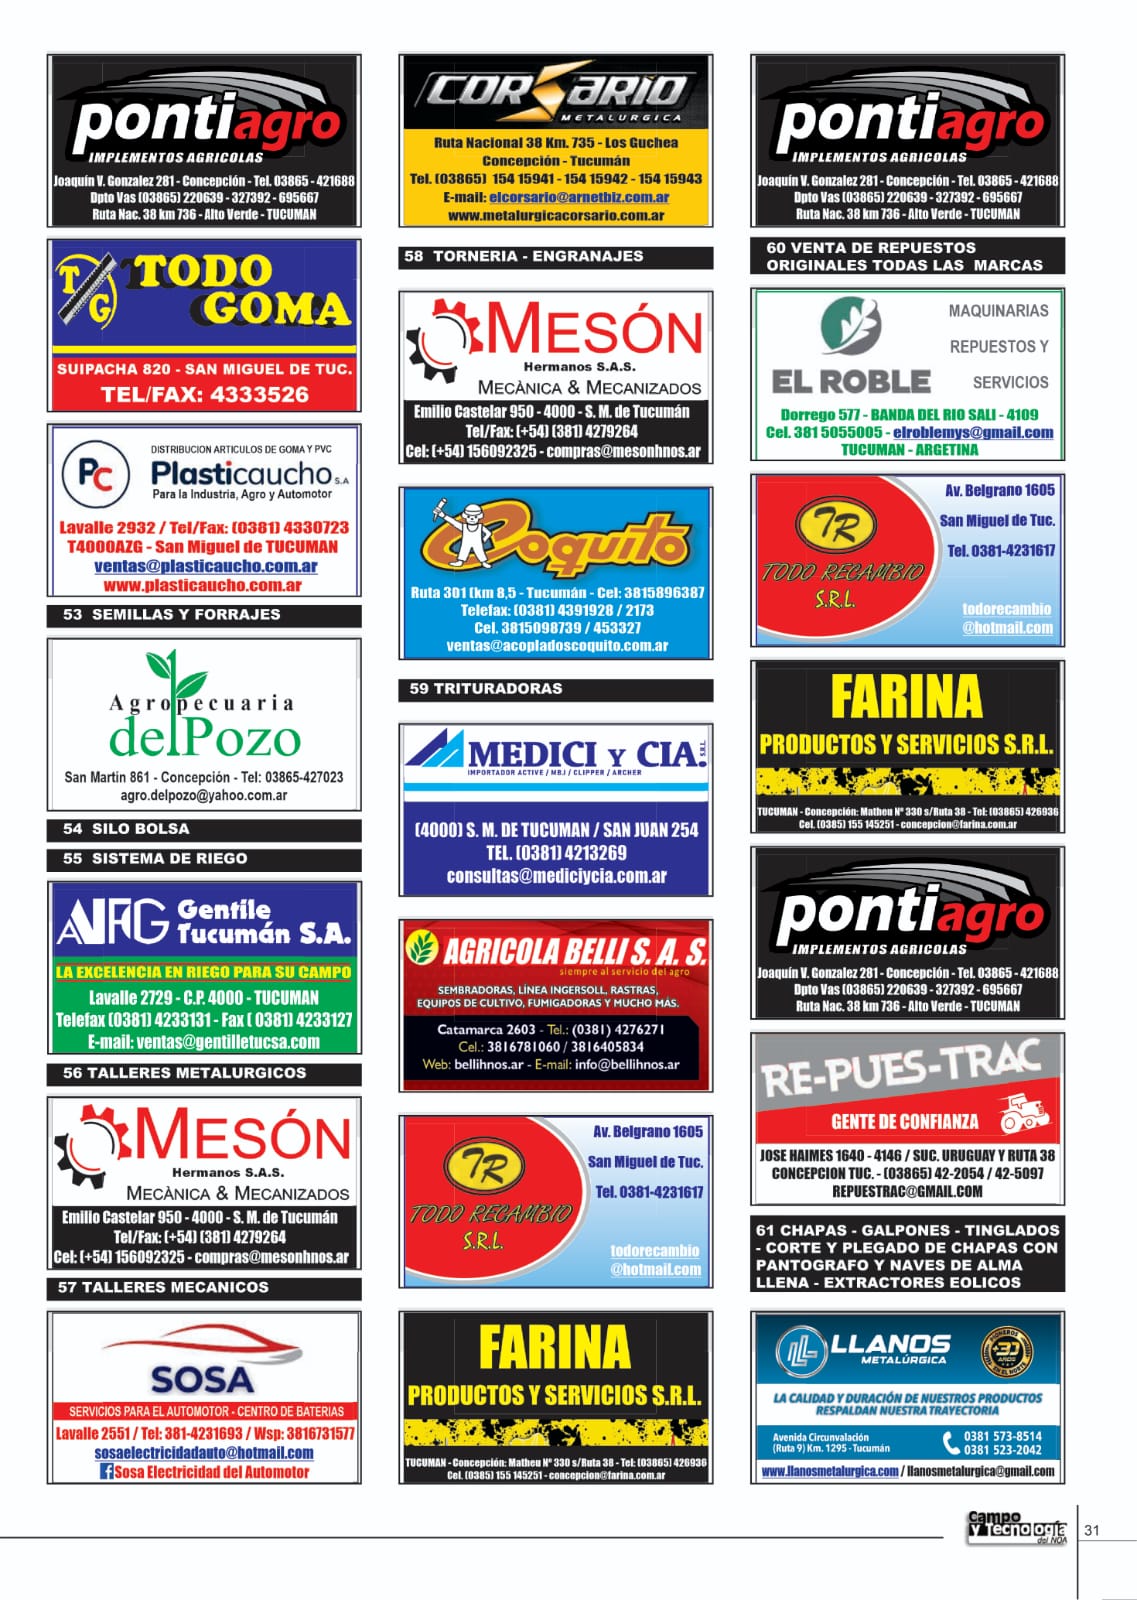 pontiagro
IMPLEMENTOS AGRICOLAS
Joaquín V. Gonzalez 281 - Concepción - Tel. 03865 - 421688
Dpto Vas (03865) 220639 - 327392 - 695667
Ruta Nac. 38 km 736 - Alto Verde - TUCUMAN
TG TODO
GOMA
SUIPACHA 820 - SAN MIGUEL DE TUC.
TEL/FAX: 4333526
DISTRIBUCION ARTICULOS DE GOMA Y PVC
PC Plasticaucho S.A
Para la Industria, Agro y Automotor
Lavalle 2932 / Tel/Fax: (0381) 4330723
T4000AZG - San Miguel de TUCUMAN
ventas@plasticaucho.com.ar
www.plasticaucho.com.ar
53 SEMILLAS Y FORRAJES
Agropecuaria
delPozo
San Martín 861 - Concepción - Tel: 03865-427023
agro.delpozo@yahoo.com.ar
54 SILO BOLSA
55 SISTEMA DE RIEGO
Gentile
Tucumán S.A.
LA EXCELENCIA EN RIEGO PARA SU CAMPO
Lavalle 2729 - C.P. 4000 - TUCUMAN
Telefax (0381) 4233131 - Fax ( 0381) 4233127
E-mail: ventas@gentilletucsa.com
56 TALLERES METALURGICOS
MESÓN
Hermanos S.A.S.
MECÀNICA & MECANIZADOS
Emilio Castelar 950 - 4000 - S. M. de Tucumán
Tel/Fax: (+54) (381) 4279264
Cel: (+54) 156092325 - compras@mesonhnos.ar
57 TALLERES MECANICOS
SOSA
SERVICIOS PARA EL AUTOMOTOR - CENTRO DE BATERIAS
Lavalle 2551 / Tel: 381-4231693 / Wsp: 3816731577
sosaelectricidadauto@hotmail.com
f Sosa Electricidad del Automotor
CORSARIO
METALURGICA
Ruta Nacional 38 Km. 735 - Los Guchea
Concepción - Tucumán
Tel. (03865) 154 15941 - 154 15942 - 154 15943
E-mail: elcorsario@arnetbiz.com.ar
www.metalurgicacorsario.com.ar
58 TORNERIA - ENGRANAJES
MESÓN
Hermanos S.A.S.
MECÀNICA & MECANIZADOS
Emilio Castelar 950 - 4000 - S. M. de Tucumán
Tel/Fax: (+54) (381) 4279264
Cel: (+54) 156092325 - compras@mesonhnos.ar
Coquito
Ruta 301 (km 8,5 - Tucumán - Cel: 3815896387
Telefax: (0381) 4391928 / 2173
Cel. 3815098739 / 453327
ventas@acopladoscoquito.com.ar
59 TRITURADORAS
MEDICI Y CIA. S.R.L.
IMPORTADOR ACTIVE / MBJ / CLIPPER / ARCHER
(4000) S. M. DE TUCUMAN / SAN JUAN 254
TEL. (0381) 4213269
consultas@mediciycia.com.ar
AGRICOLA BELLI S. A. S.
siempre al servicio del agro
SEMBRADORAS, LÍNEA INGERSOLL, RASTRAS,
EQUIPOS DE CULTIVO, FUMIGADORAS Y MUCHO MÁS.
Catamarca 2603 - Tel.: (0381) 4276271
Cel.: 3816781060 / 3816405834
Web: bellihnos.ar - E-mail: info@bellihnos.ar
Av. Belgrano 1605
San Miguel de Tuc.
Tel. 0381-4231617
TR
TODO RECAMBIO
S.R.L.
todorecambio
@hotmail.com
FARINA
PRODUCTOS Y SERVICIOS S.R.L.
TUCUMAN - Concepción: Matheu Nº 330 s/Ruta 38 - Tel: (03865) 426936
Cel. (0385) 155 145251 - concepcion@farina.com.ar
pontiagro
IMPLEMENTOS AGRICOLAS
Joaquín V. Gonzalez 281 - Concepción - Tel. 03865 - 421688
Dpto Vas (03865) 220639 - 327392 - 695667
Ruta Nac. 38 km 736 - Alto Verde - TUCUMAN
60 VENTA DE REPUESTOS
ORIGINALES TODAS LAS MARCAS
MAQUINARIAS
REPUESTOS Y
EL ROBLE SERVICIOS
Dorrego 577 - BANDA DEL RIO SALI - 4109
Cel. 381 5055005 - elroblemys@gmail.com
TUCUMAN - ARGETINA
Av. Belgrano 1605
San Miguel de Tuc.
Tel. 0381-4231617
TR
TODO RECAMBIO
S.R.L.
todorecambio
@hotmail.com
FARINA
PRODUCTOS Y SERVICIOS S.R.L.
TUCUMAN - Concepción: Matheu Nº 330 s/Ruta 38 - Tel: (03865) 426936
Cel. (0385) 155 145251 - concepcion@farina.com.ar
pontiagro
IMPLEMENTOS AGRICOLAS
Joaquín V. Gonzalez 281 - Concepción - Tel. 03865 - 421688
Dpto Vas (03865) 220639 - 327392 - 695667
Ruta Nac. 38 km 736 - Alto Verde - TUCUMAN
RE-PUES-TRAC
GENTE DE CONFIANZA
JOSE HAIMES 1640 - 4146 / SUC. URUGUAY Y RUTA 38
CONCEPCION TUC. - (03865) 42-2054 / 42-5097
REPUESTRAC@GMAIL.COM
61 CHAPAS - GALPONES - TINGLADOS
- CORTE Y PLEGADO DE CHAPAS CON
PANTOGRAFO Y NAVES DE ALMA
LLENA - EXTRACTORES EOLICOS
LLANOS
METALÚRGICA
PIONEROS
+30
AÑOS
EN EL NORTE
LA CALIDAD Y DURACIÓN DE NUESTROS PRODUCTOS
RESPALDAN NUESTRA TRAYECTORIA
Avenida Circunvalación
(Ruta 9) Km. 1295 - Tucumán
0381 573-8514
0381 523-2042
www.llanosmetalurgica.com / llanosmetalurgica@gmail.com
Campo
y Tecnología
del NOA
31